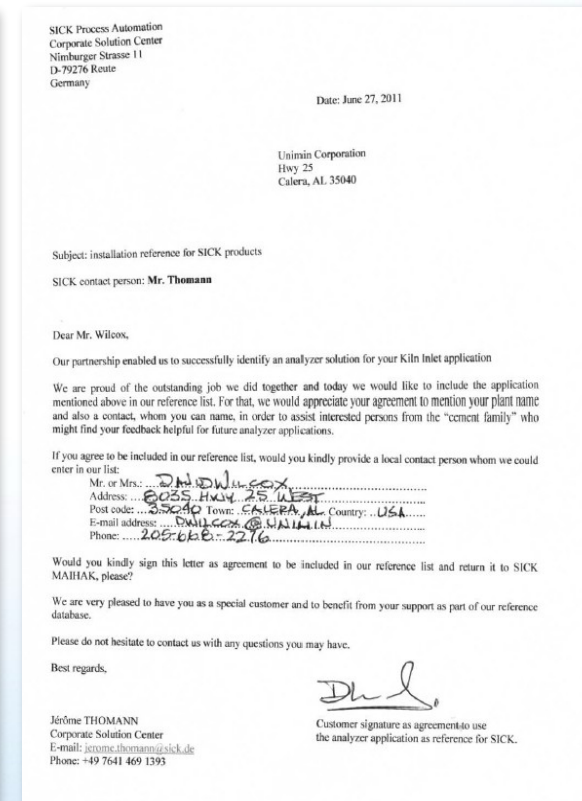 SICK Process Automation
Corporate Solution Center
Nimburger Strasse 11
D-79276 Reute
Germany
Date: June 27, 2011
Unimin Corporation
Hwy 25
Calera, AL 35040
Subject: installation reference for SICK products
SICK contact person: Mr. Thomann
Dear Mr. Wilcox,
Our partnership enabled us to successfully identify an analyzer solution for your Kiln Inlet application
We are proud of the outstanding job we did together and today we would like to include the application
mentioned above in our reference list. For that, we would appreciate your agreement to mention your plant name
and also a contact, whom you can name, in order to assist interested persons from the “cement family” who
might find your feedback helpful for future analyzer applications.
If you agree to be included in our reference list, would you kindly provide a local contact person whom we could
enter in our list:
Mr. or Mrs.: WILCOX
Address: 8035 HWY 25 WEST
Post code: 35040 Town: CALERA, AL Country: USA
E-mail address: DWILCOX @ UNIMIN
Phone: 205-668-2276
Would you kindly sign this letter as agreement to be included in our reference list and return it to SICK
MAIHAK, please?
We are very pleased to have you as a special customer and to benefit from your support as part of our reference
database.
Please do not hesitate to contact us with any questions you may have.
Best regards,
Jérôme THOMANN
Corporate Solution Center
E-mail: jerome.thomann@sick.de
Phone: +49 7641 469 1393
Customer signature as agreement to use
the analyzer application as reference for SICK.